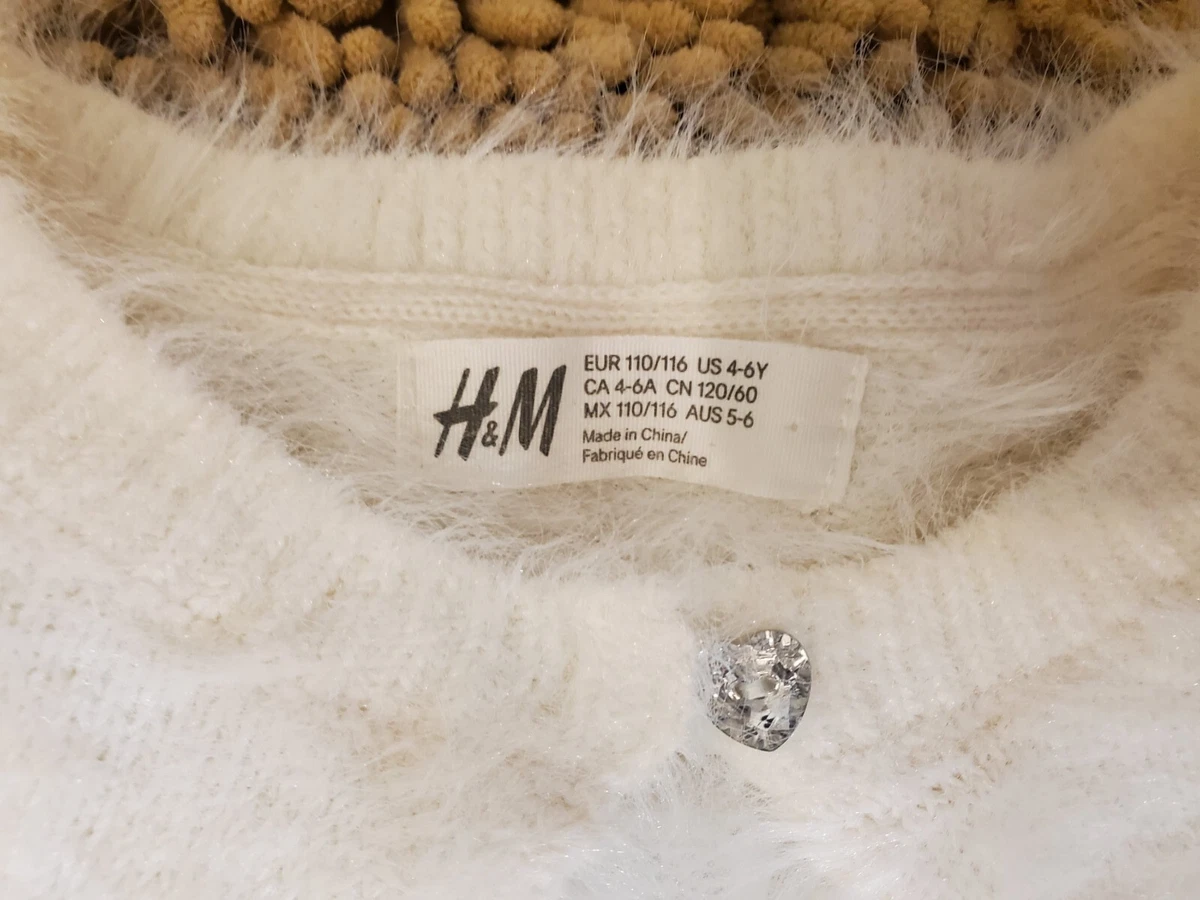 H&M
EUR 110/116 US 4-6Y
CA 4-6A CN 120/60
MX 110/116 AUS 5-6
Made in China/
Fabriqué en Chine